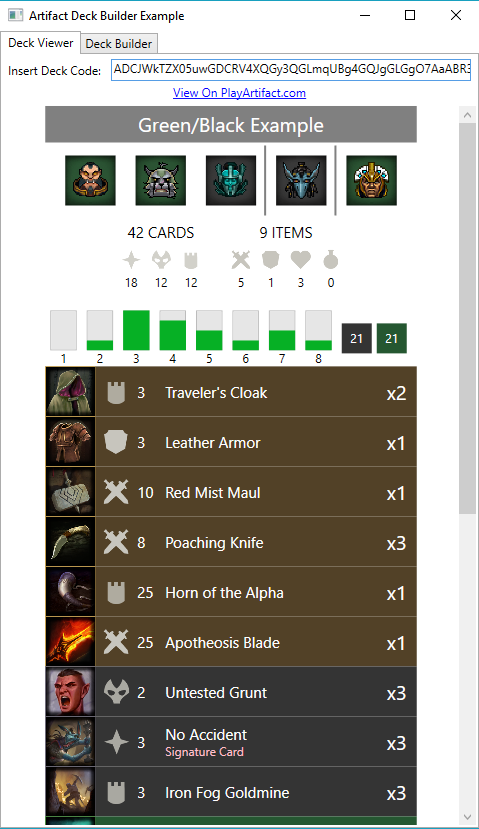 Artifact Deck Builder Example
Deck Viewer Deck Builder
Insert Deck Code: ADCJWkTZX05uwGDCRV4XQGy3QGLmqUBg4GQJgGLGgO7AaABR3
View On PlayArtifact.com
Green/Black Example
42 CARDS 9 ITEMS
18 12 12 5 1 3 0
21 21
1 2 3 4 5 6 7 8
3 Traveler's Cloak x2
3 Leather Armor x1
10 Red Mist Maul x1
8 Poaching Knife x3
25 Horn of the Alpha x1
25 Apotheosis Blade x1
2 Untested Grunt x3
3 No Accident x3
Signature Card
3 Iron Fog Goldmine x3